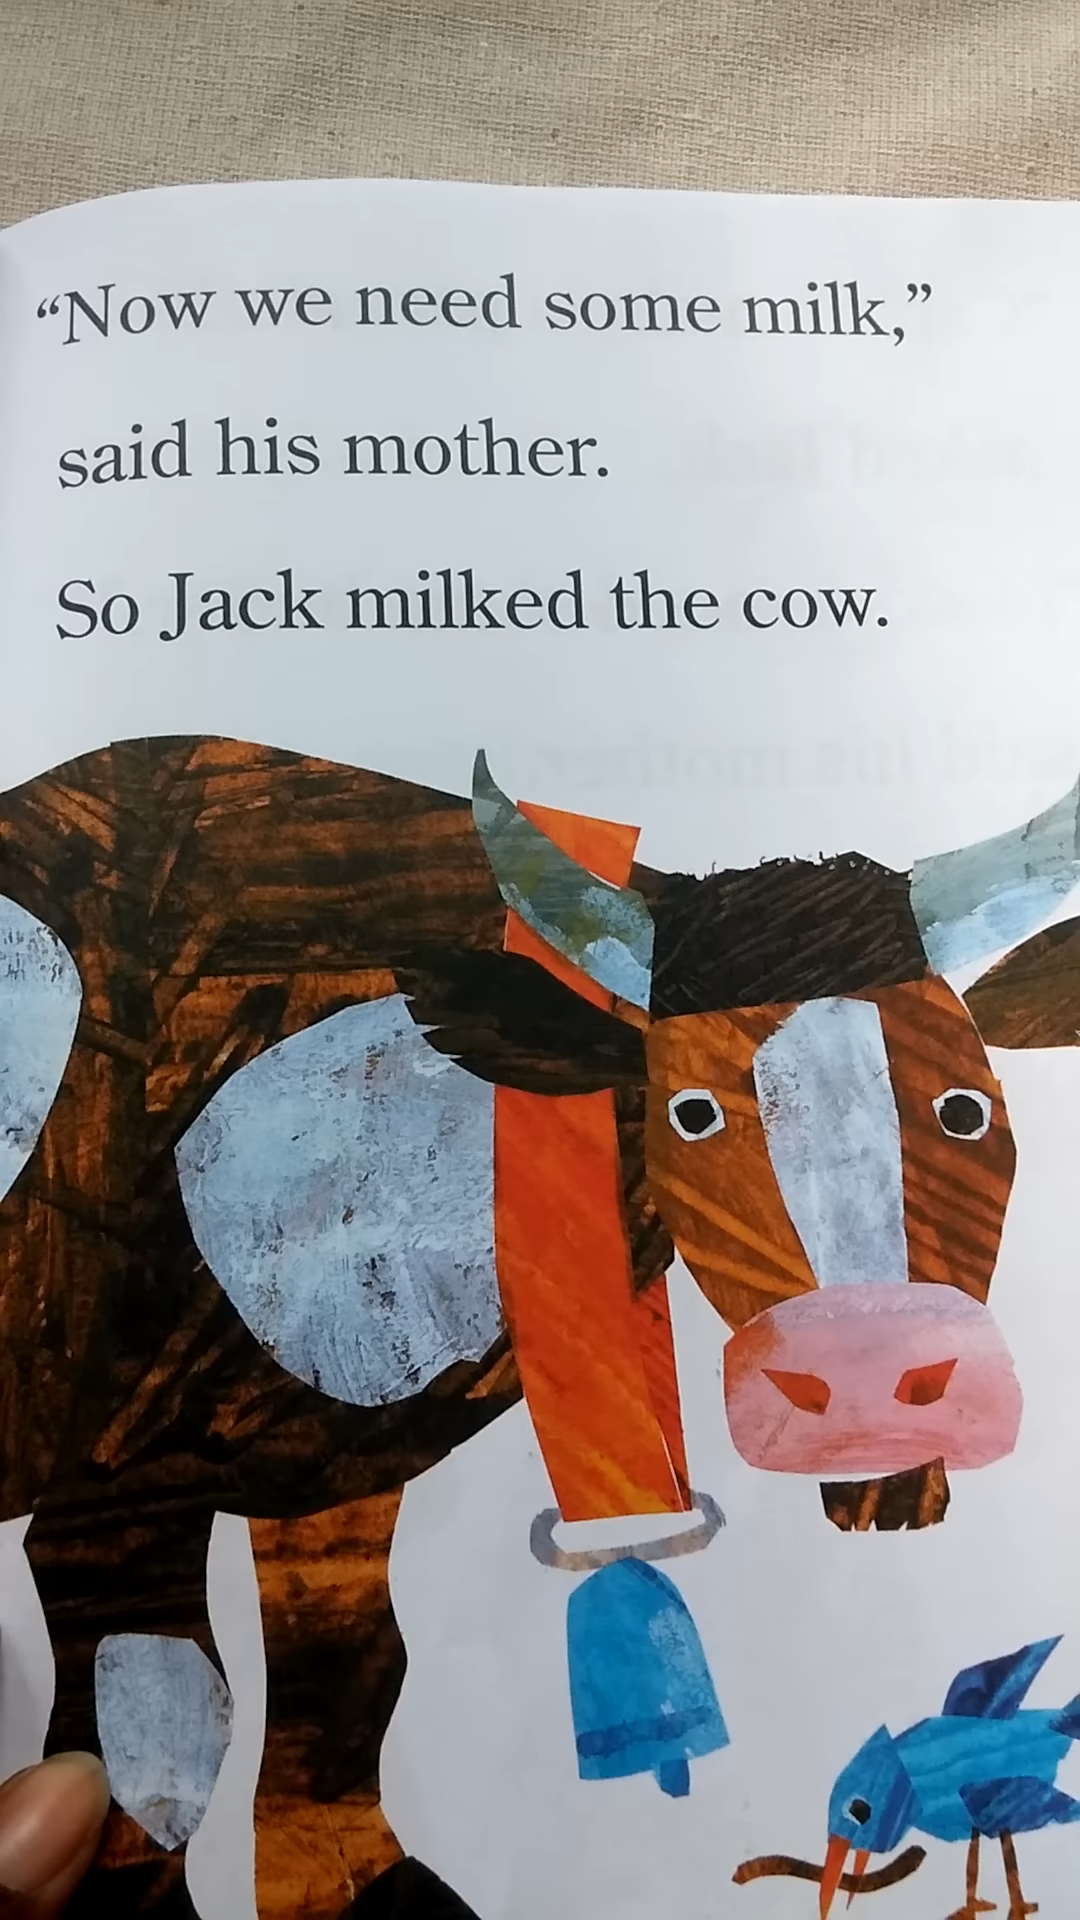 “Now we need some milk,”
said his mother.
So Jack milked the cow.